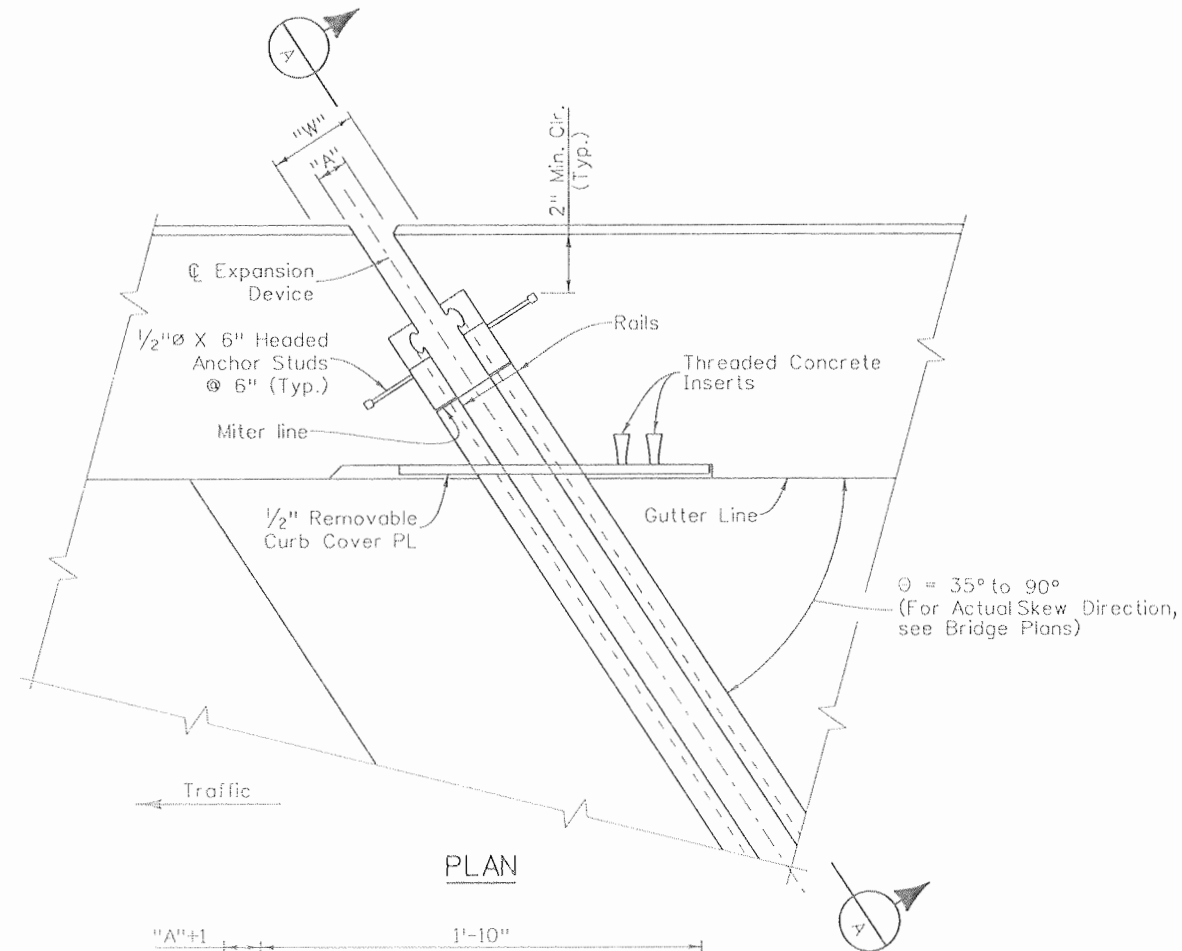 A
"W"
"A"
2" Min. Clr.
(Typ.)
℄ Expansion
Device
1/2"Ø X 6" Headed
Anchor Studs
@ 6" (Typ.)
Rails
Threaded Concrete
Inserts
Miter line
1/2" Removable
Curb Cover PL
Gutter Line
Θ = 35° to 90°
(For Actual Skew Direction,
see Bridge Plans)
Traffic
PLAN
A
"A"+1
1'-10"